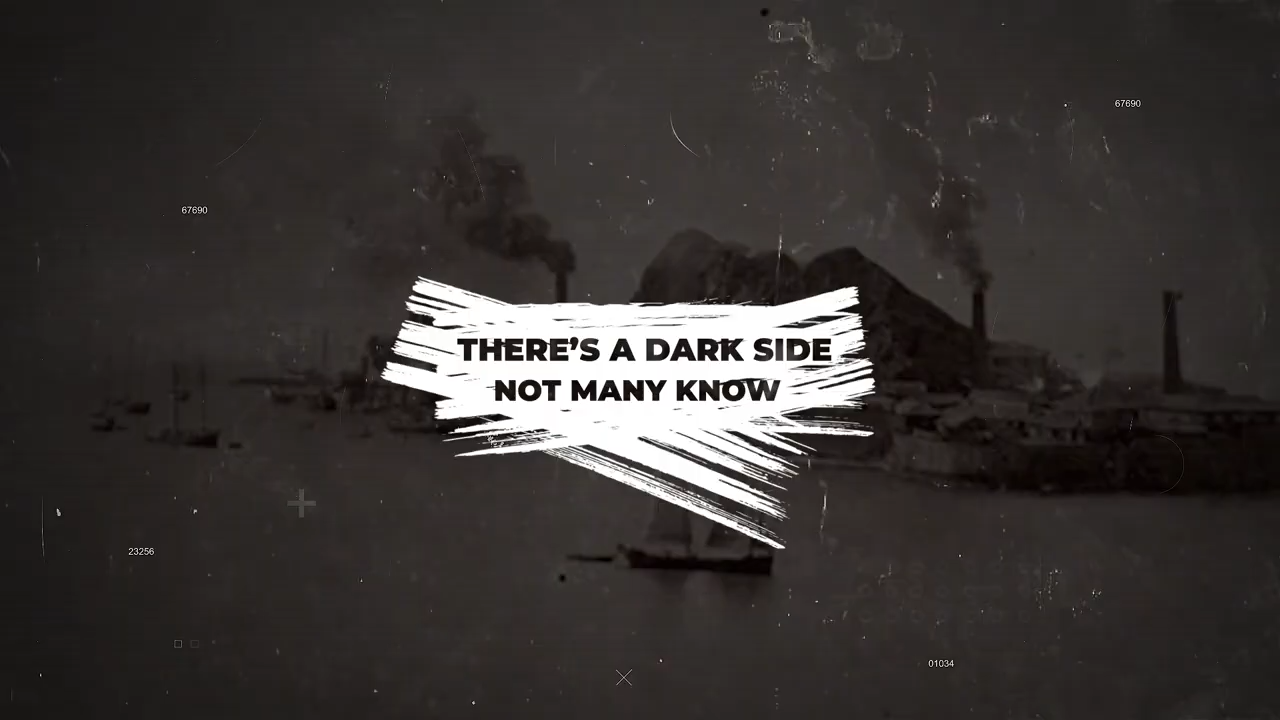 67690
67690
THERE'S A DARK SIDE
NOT MANY KNOW
23256
01034